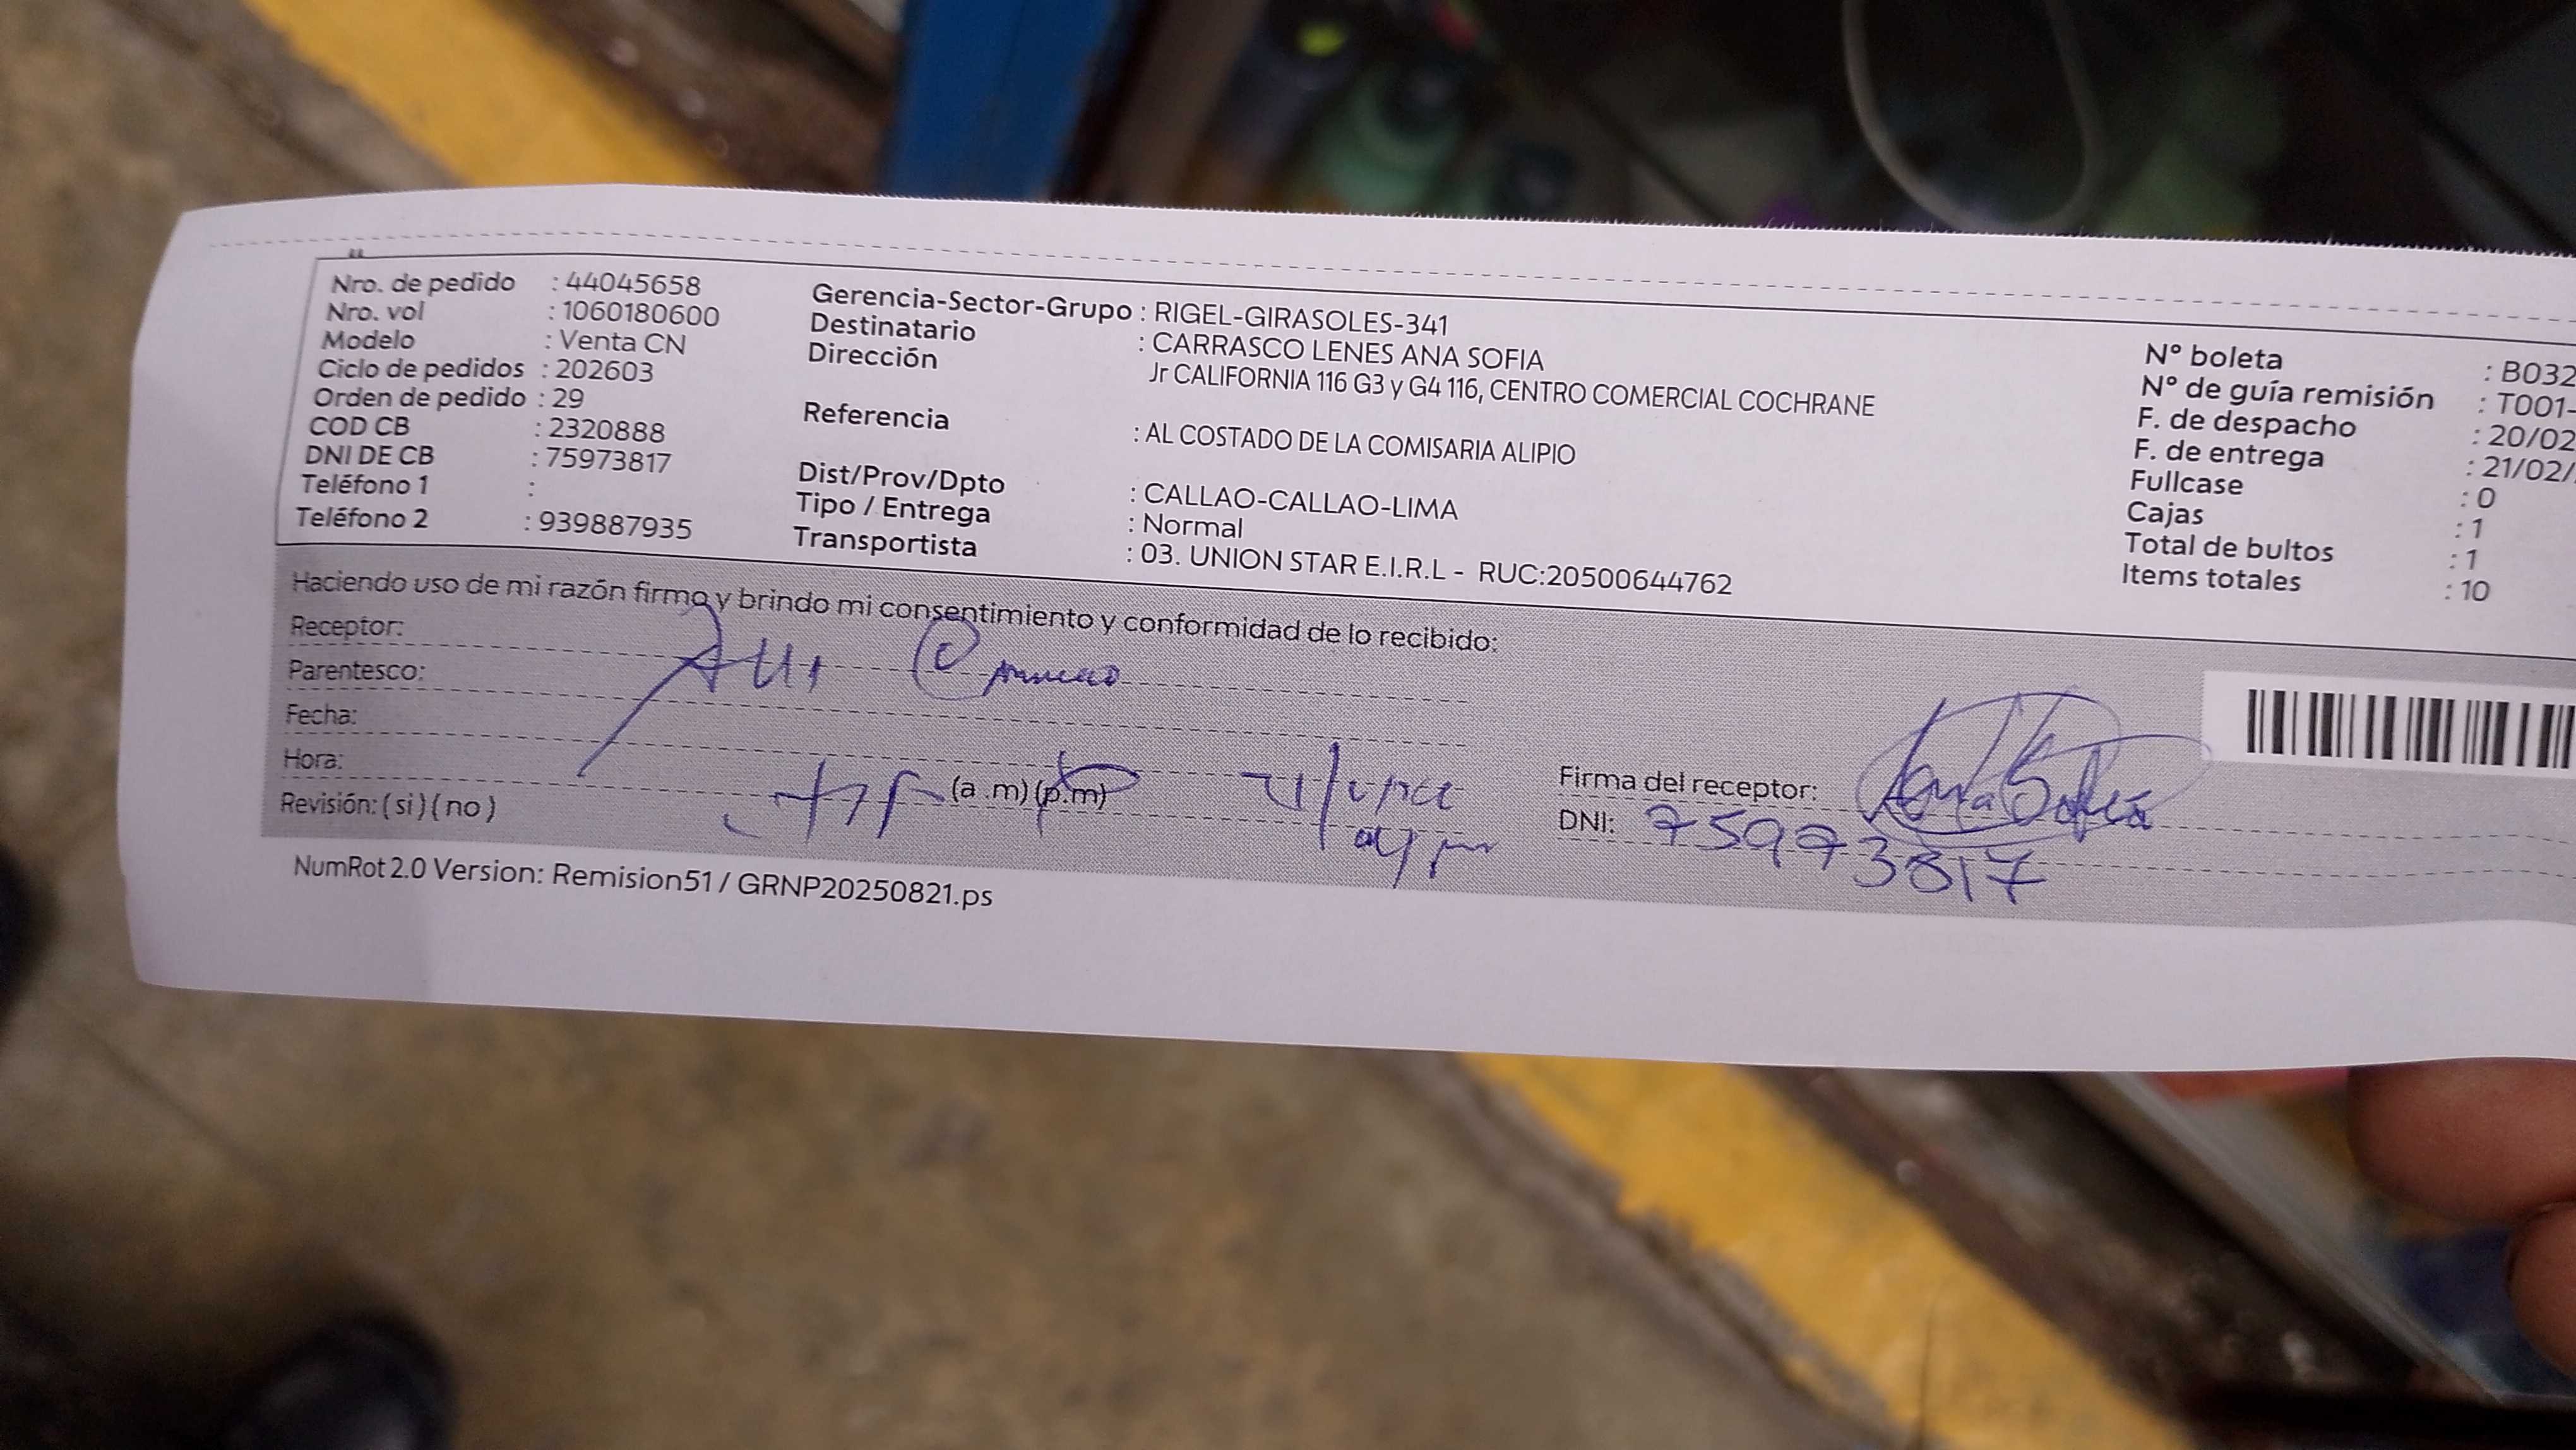 Nro. de pedido : 44045658
Nro. vol : 1060180600
Modelo : Venta CN
Ciclo de pedidos : 202603
Orden de pedido : 29
COD CB : 2320888
DNI DE CB : 75973817
Teléfono 1 :
Teléfono 2 : 939887935
Gerencia-Sector-Grupo : RIGEL-GIRASOLES-341
Destinatario : CARRASCO LENES ANA SOFIA
Dirección Jr CALIFORNIA 116 G3 y G4 116, CENTRO COMERCIAL COCHRANE
Referencia : AL COSTADO DE LA COMISARIA ALIPIO
Dist/Prov/Dpto : CALLAO-CALLAO-LIMA
Tipo / Entrega : Normal
Transportista : 03. UNION STAR E.I.R.L - RUC:20500644762
N° boleta : B032
N° de guía remisión : T001-
F. de despacho : 20/02
F. de entrega : 21/02/
Fullcase : 0
Cajas : 1
Total de bultos : 1
Items totales : 10
Haciendo uso de mi razón firmo y brindo mi consentimiento y conformidad de lo recibido:
Receptor:
Parentesco:
Fecha:
Hora: (a .m)(p.m)
Revisión: ( si ) ( no )
Firma del receptor: Ana Sofia
DNI: 75973817
NumRot 2.0 Version: Remision51 / GRNP20250821.ps